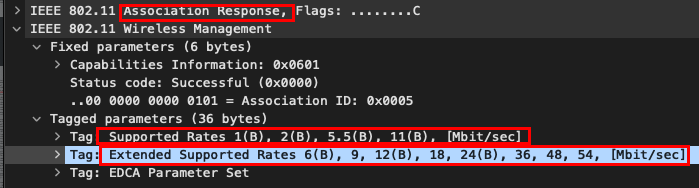 IEEE 802.11 Association Response, Flags: ........C
IEEE 802.11 Wireless Management
Fixed parameters (6 bytes)
Capabilities Information: 0x0601
Status code: Successful (0x0000)
..00 0000 0000 0101 = Association ID: 0x0005
Tagged parameters (36 bytes)
Tag: Supported Rates 1(B), 2(B), 5.5(B), 11(B), [Mbit/sec]
Tag: Extended Supported Rates 6(B), 9, 12(B), 18, 24(B), 36, 48, 54, [Mbit/sec]
Tag: EDCA Parameter Set